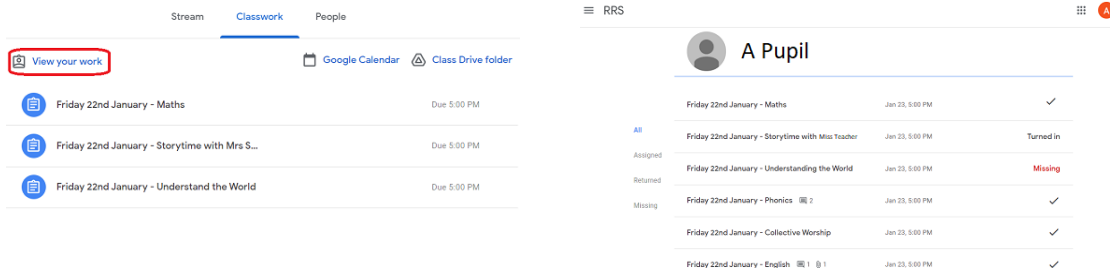 Stream Classwork People
View your work Google Calendar Class Drive folder
Friday 22nd January - Maths Due 5:00 PM
Friday 22nd January - Storytime with Mrs S... Due 5:00 PM
Friday 22nd January - Understand the World Due 5:00 PM
RRS A
A Pupil
All
Assigned
Returned
Missing
Friday 22nd January - Maths Jan 23, 5:00 PM
Friday 22nd January - Storytime with Miss Teacher Jan 23, 5:00 PM Turned in
Friday 22nd January - Understanding the World Jan 23, 5:00 PM Missing
Friday 22nd January - Phonics 2 Jan 23, 5:00 PM
Friday 22nd January - Collective Worship Jan 23, 5:00 PM
Friday 22nd January - English 1 1 Jan 23, 5:00 PM